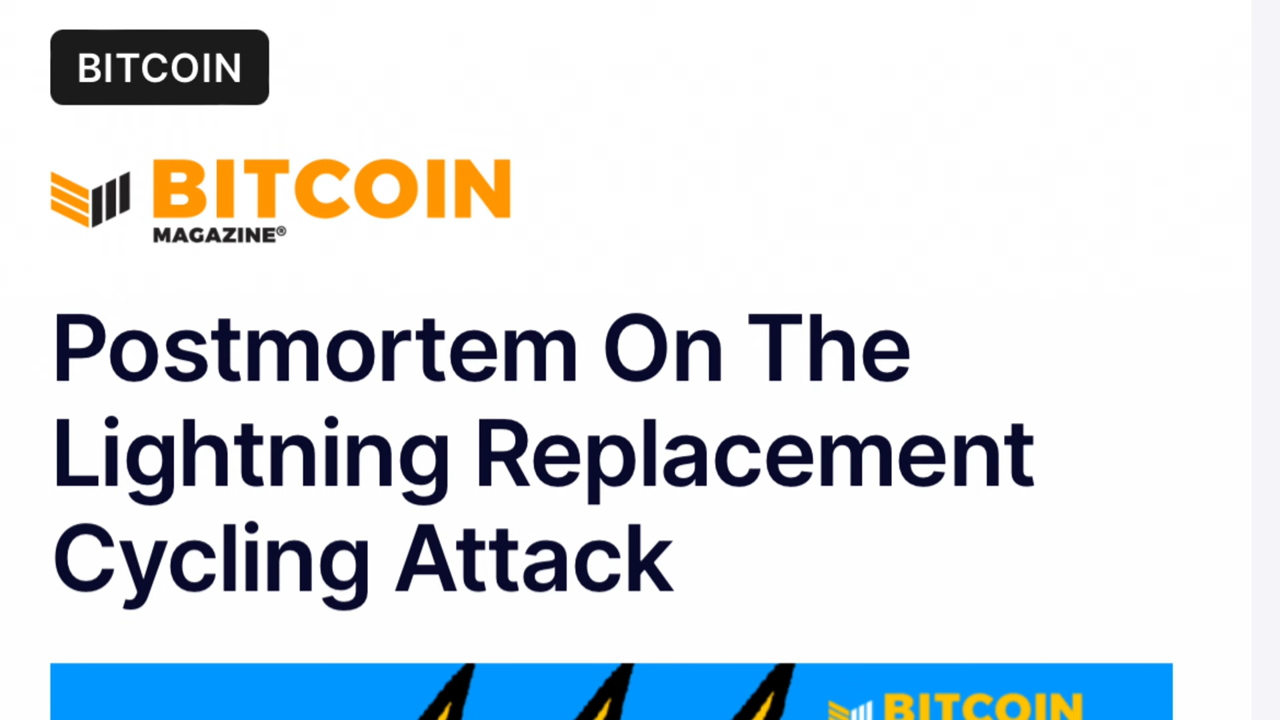 BITCOIN
BITCOIN
MAGAZINE®
Postmortem On The
Lightning Replacement
Cycling Attack
BITCOIN